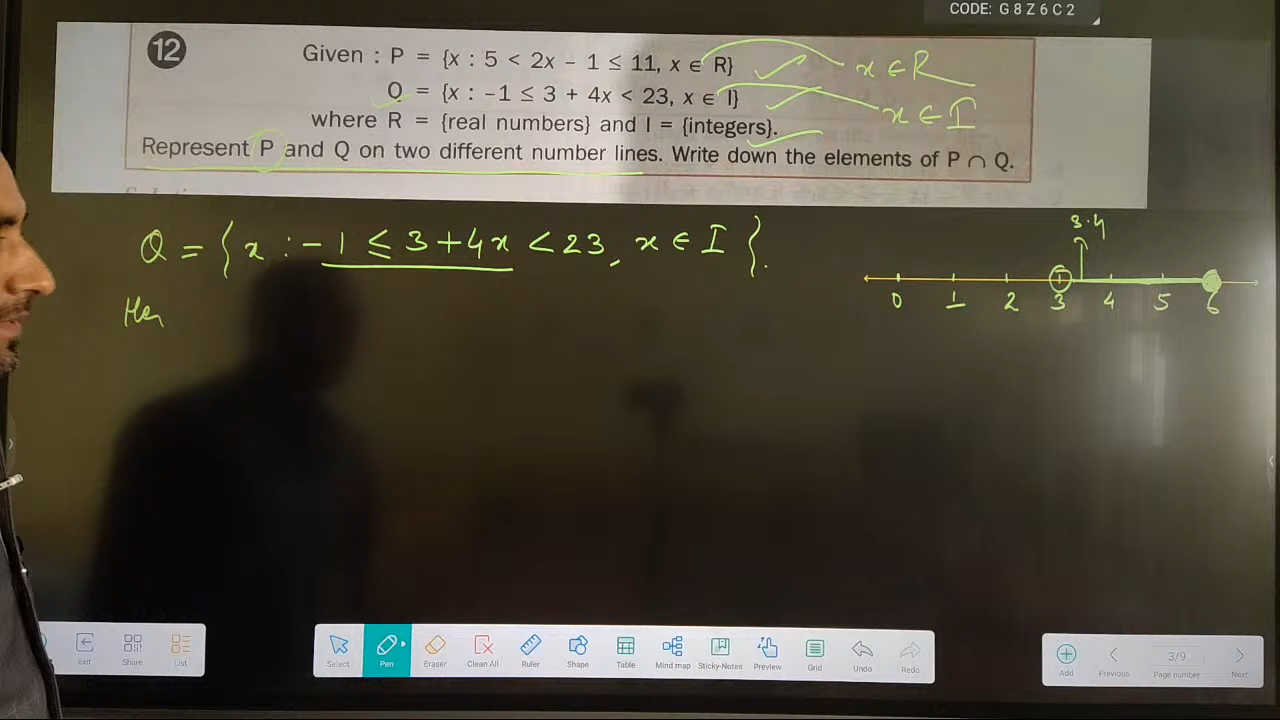 CODE: G 8 Z 6 C 2
12
Given : P = {x : 5 < 2x − 1 ≤ 11, x ∈ R}
x ∈ R
Q = {x : −1 ≤ 3 + 4x < 23, x ∈ I}
x ∈ I
where R = {real numbers} and I = {integers}.
Represent P and Q on two different number lines. Write down the elements of P ∩ Q.
Q = { x : − 1 ≤ 3 + 4x < 23, x ∈ I }.
3.4
0 1 2 3 4 5 6
Her
Exit Share List
Select Pen Eraser Clean All Ruler Shape Table Mind map Sticky-Notes Preview Grid Undo Redo
Add Previous 3/9 Page number Next